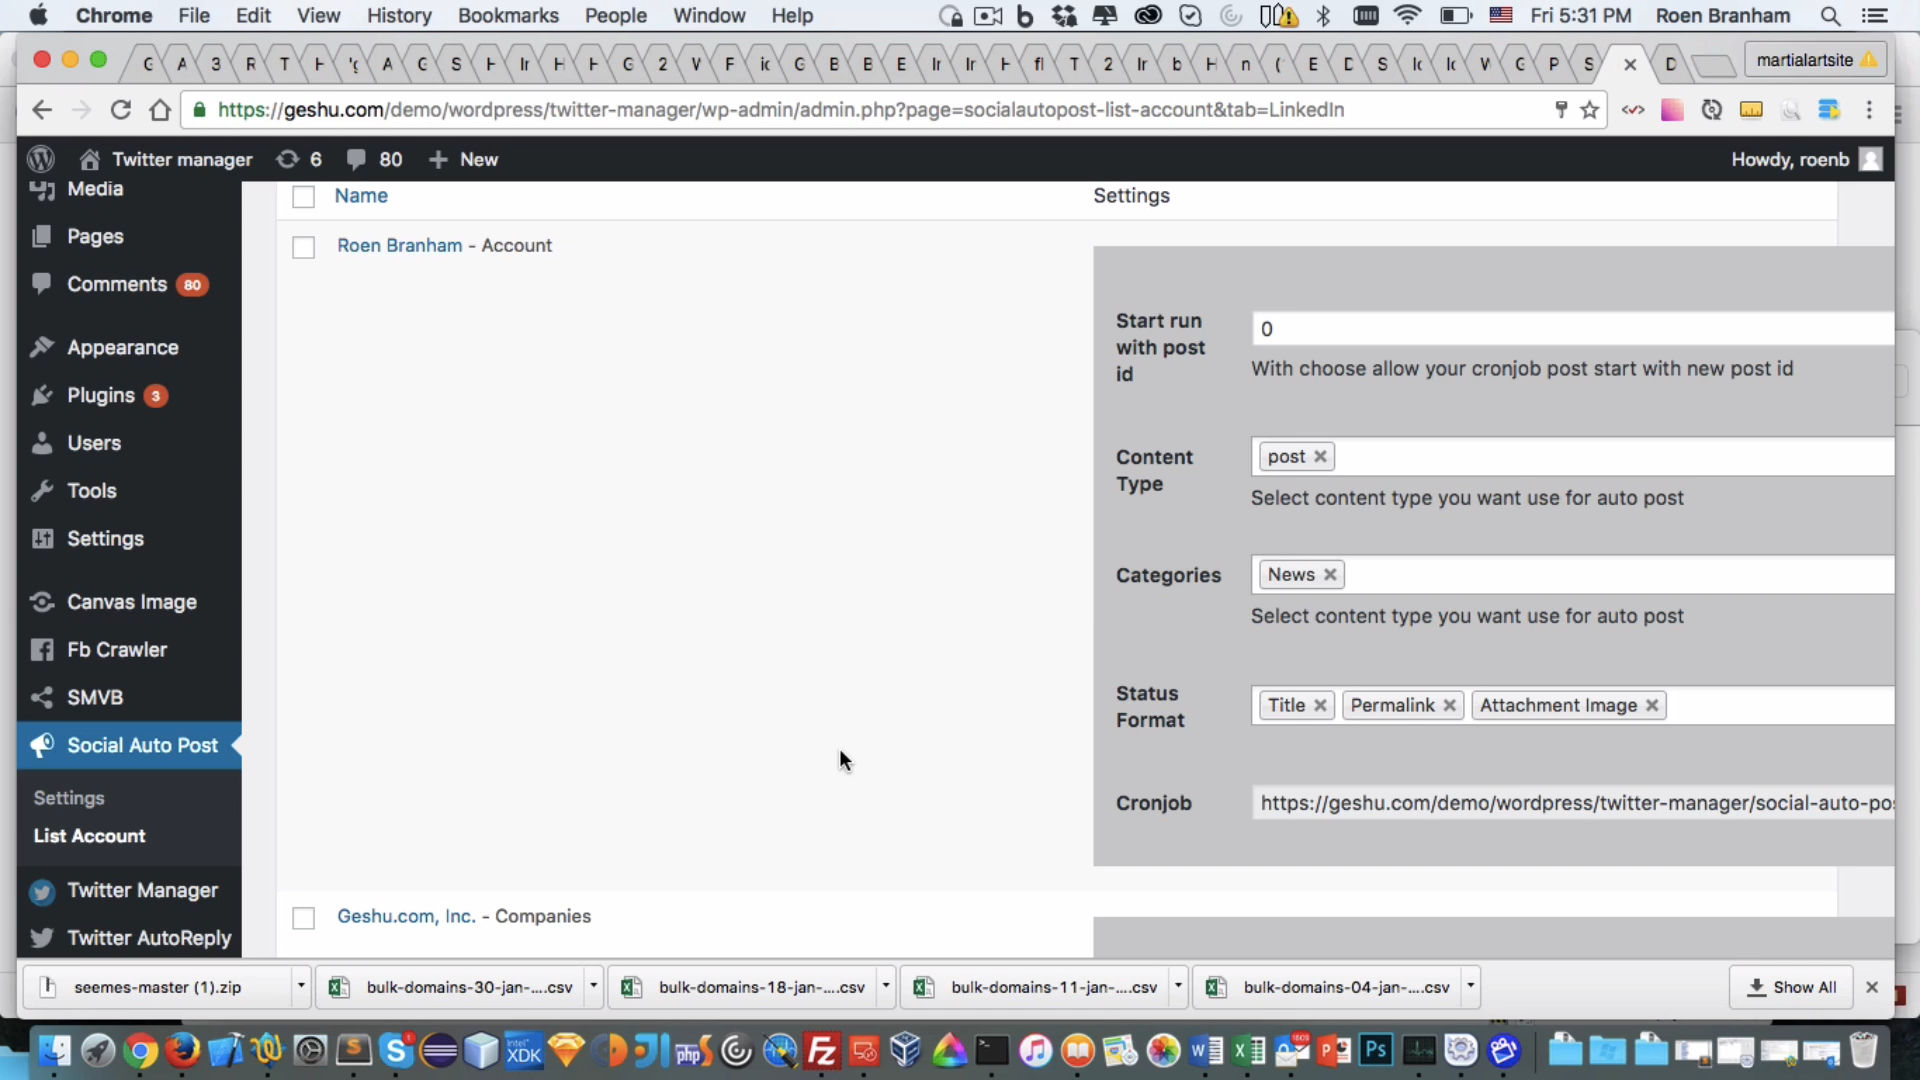 Chrome File Edit View History Bookmarks People Window Help Fri 5:31 PM Roen Branham
G A 3 R T A G S G 2 F G B B E T 2 b H n ( E S G P S D martialartsite
https://geshu.com/demo/wordpress/twitter-manager/wp-admin/admin.php?page=socialautopost-list-account&tab=LinkedIn
Twitter manager 6 80 + New Howdy, roenb
Media
Pages
Comments 80
Appearance
Plugins 3
Users
Tools
Settings
Canvas Image
Fb Crawler
SMVB
Social Auto Post
Settings
List Account
Twitter Manager
Twitter AutoReply
Name Settings
Roen Branham - Account
Start run
with post
id
0
With choose allow your cronjob post start with new post id
Content
Type
post ×
Select content type you want use for auto post
Categories
News ×
Select content type you want use for auto post
Status
Format
Title × Permalink × Attachment Image ×
Cronjob
https://geshu.com/demo/wordpress/twitter-manager/social-auto-pos
Geshu.com, Inc. - Companies
seemes-master (1).zip bulk-domains-30-jan-....csv bulk-domains-18-jan-....csv bulk-domains-11-jan-....csv bulk-domains-04-jan-....csv Show All
XDK php Fz Ps